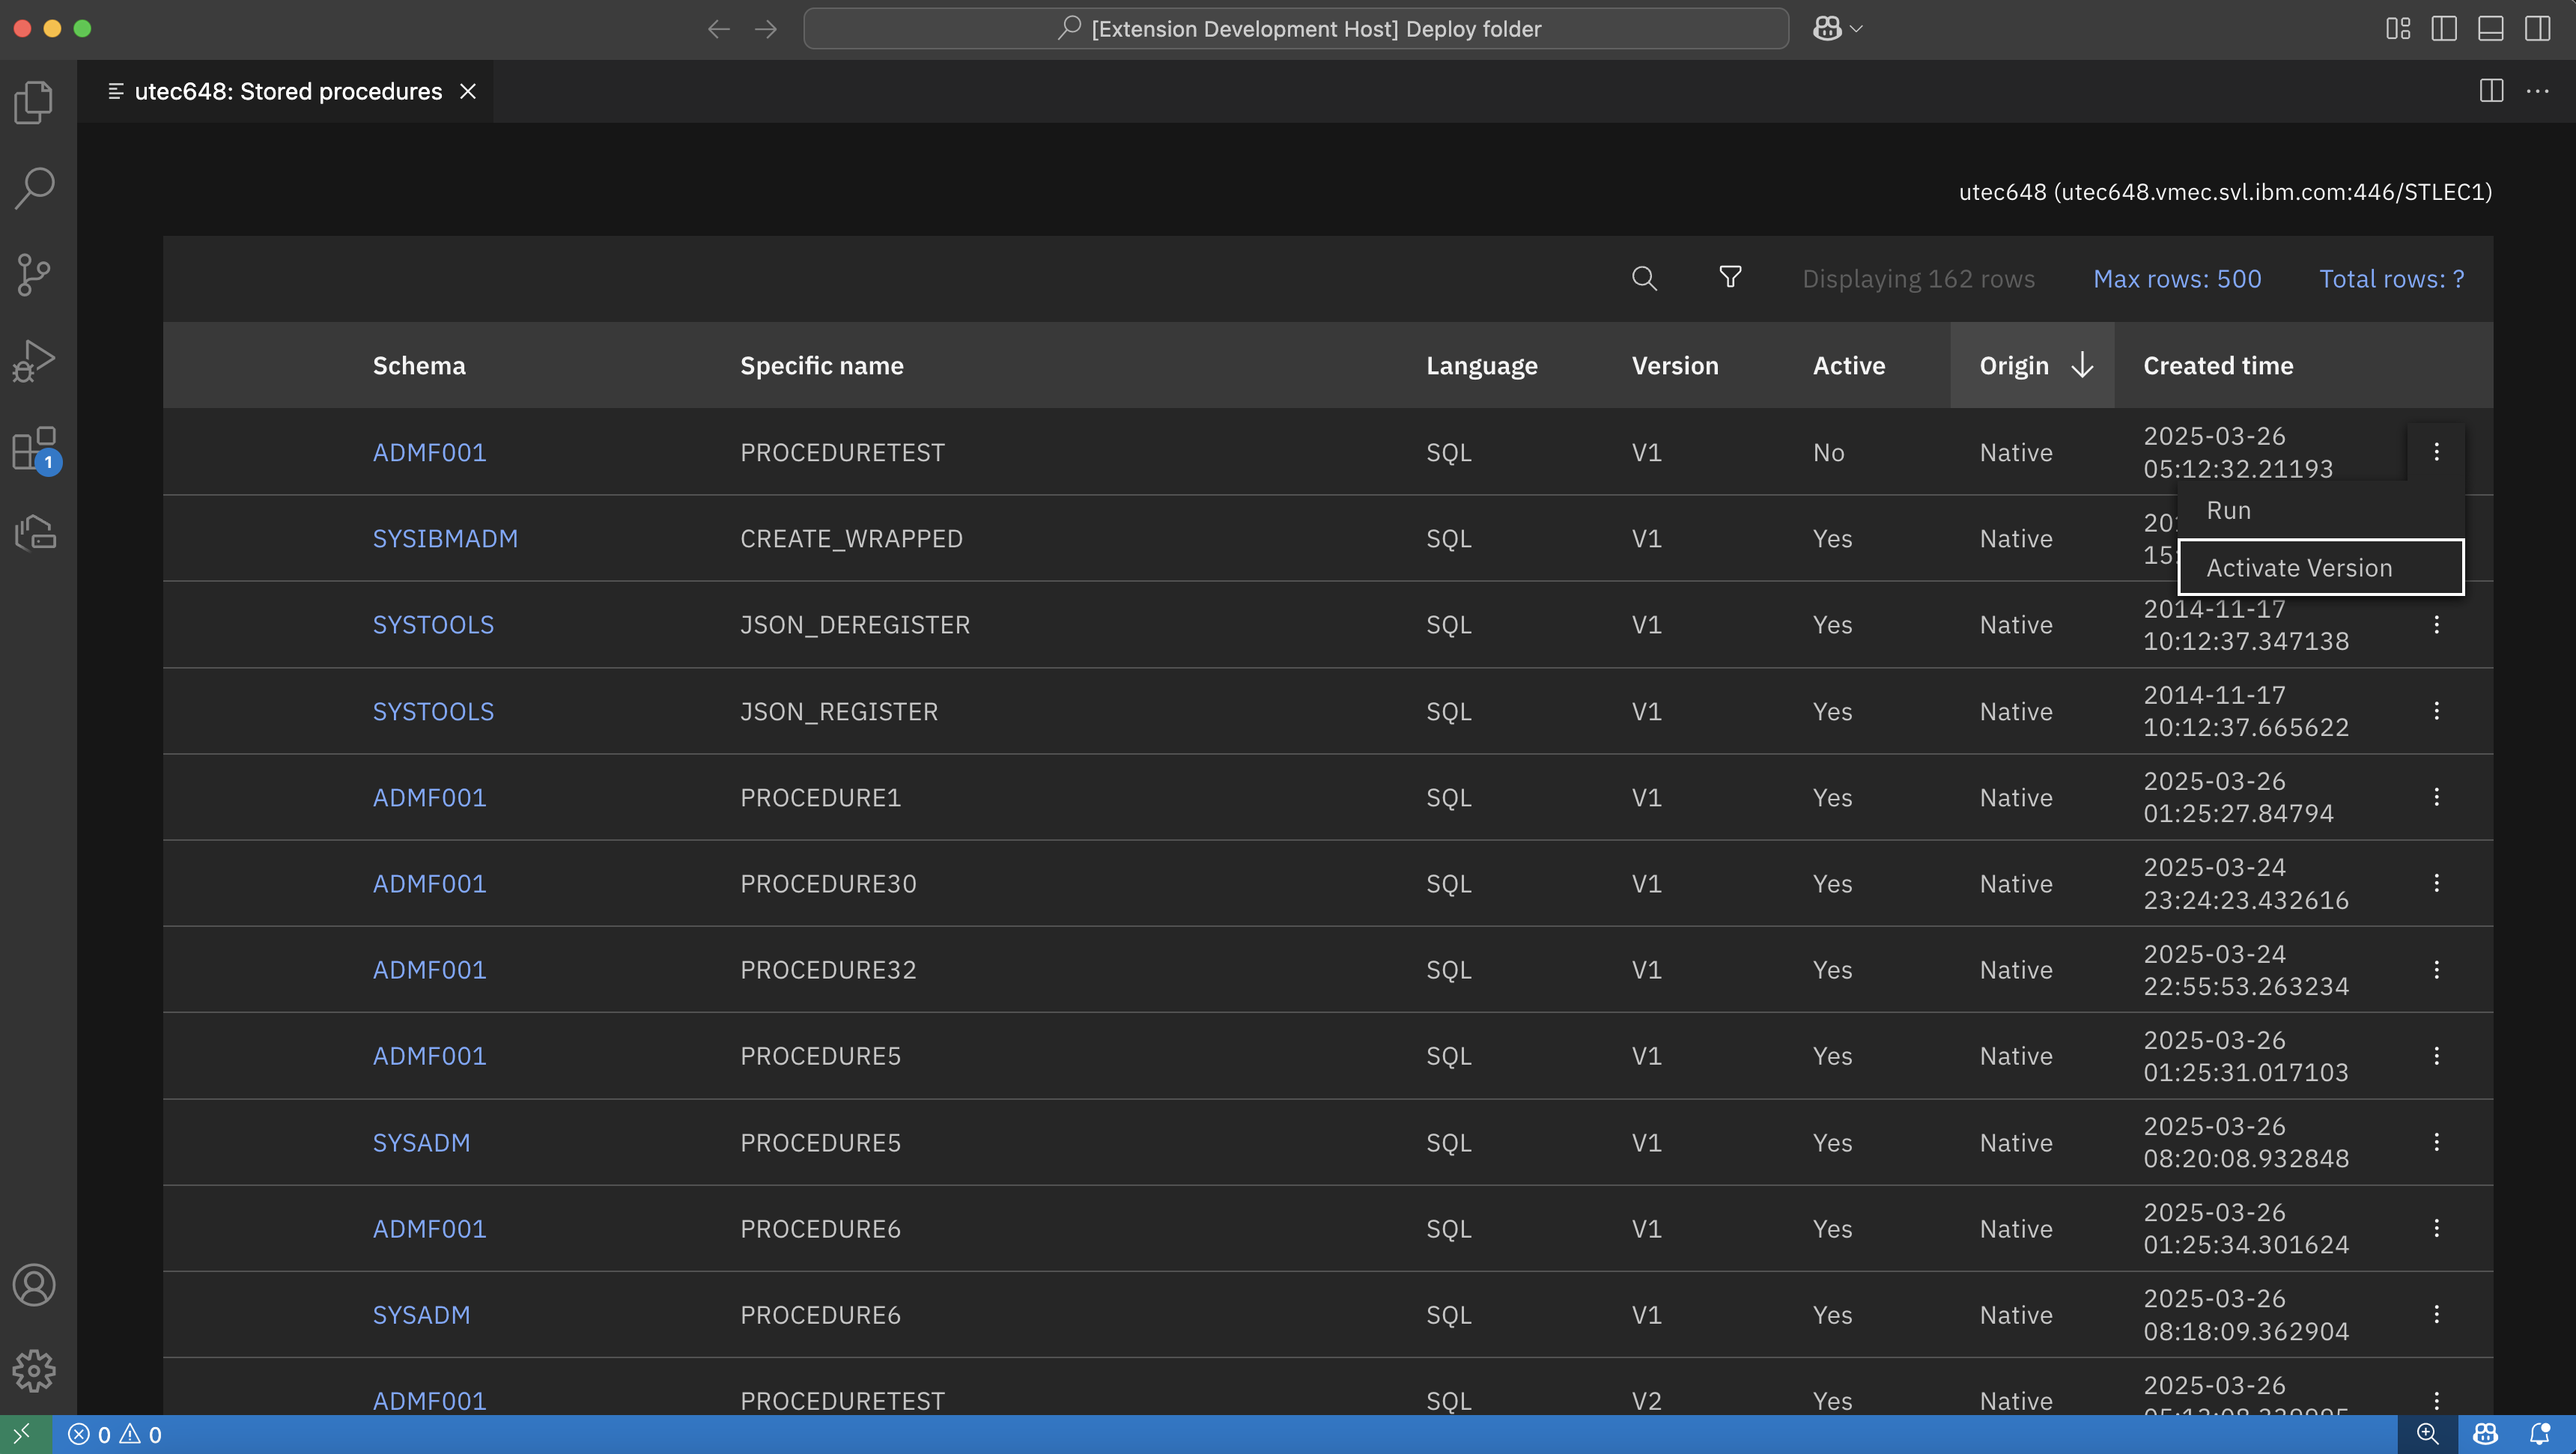 [Extension Development Host] Deploy folder
utec648: Stored procedures
utec648 (utec648.vmec.svl.ibm.com:446/STLEC1)
Displaying 162 rows Max rows: 500 Total rows: ?
Schema Specific name Language Version Active Origin Created time
ADMF001 PROCEDURETEST SQL V1 No Native 2025-03-26
05:12:32.21193
Run
SYSIBMADM CREATE_WRAPPED SQL V1 Yes Native
Activate Version
SYSTOOLS JSON_DEREGISTER SQL V1 Yes Native 2014-11-17
10:12:37.347138
SYSTOOLS JSON_REGISTER SQL V1 Yes Native 2014-11-17
10:12:37.665622
ADMF001 PROCEDURE1 SQL V1 Yes Native 2025-03-26
01:25:27.84794
ADMF001 PROCEDURE30 SQL V1 Yes Native 2025-03-24
23:24:23.432616
ADMF001 PROCEDURE32 SQL V1 Yes Native 2025-03-24
22:55:53.263234
ADMF001 PROCEDURE5 SQL V1 Yes Native 2025-03-26
01:25:31.017103
SYSADM PROCEDURE5 SQL V1 Yes Native 2025-03-26
08:20:08.932848
ADMF001 PROCEDURE6 SQL V1 Yes Native 2025-03-26
01:25:34.301624
SYSADM PROCEDURE6 SQL V1 Yes Native 2025-03-26
08:18:09.362904
ADMF001 PROCEDURETEST SQL V2 Yes Native 2025-03-26
1
0 0